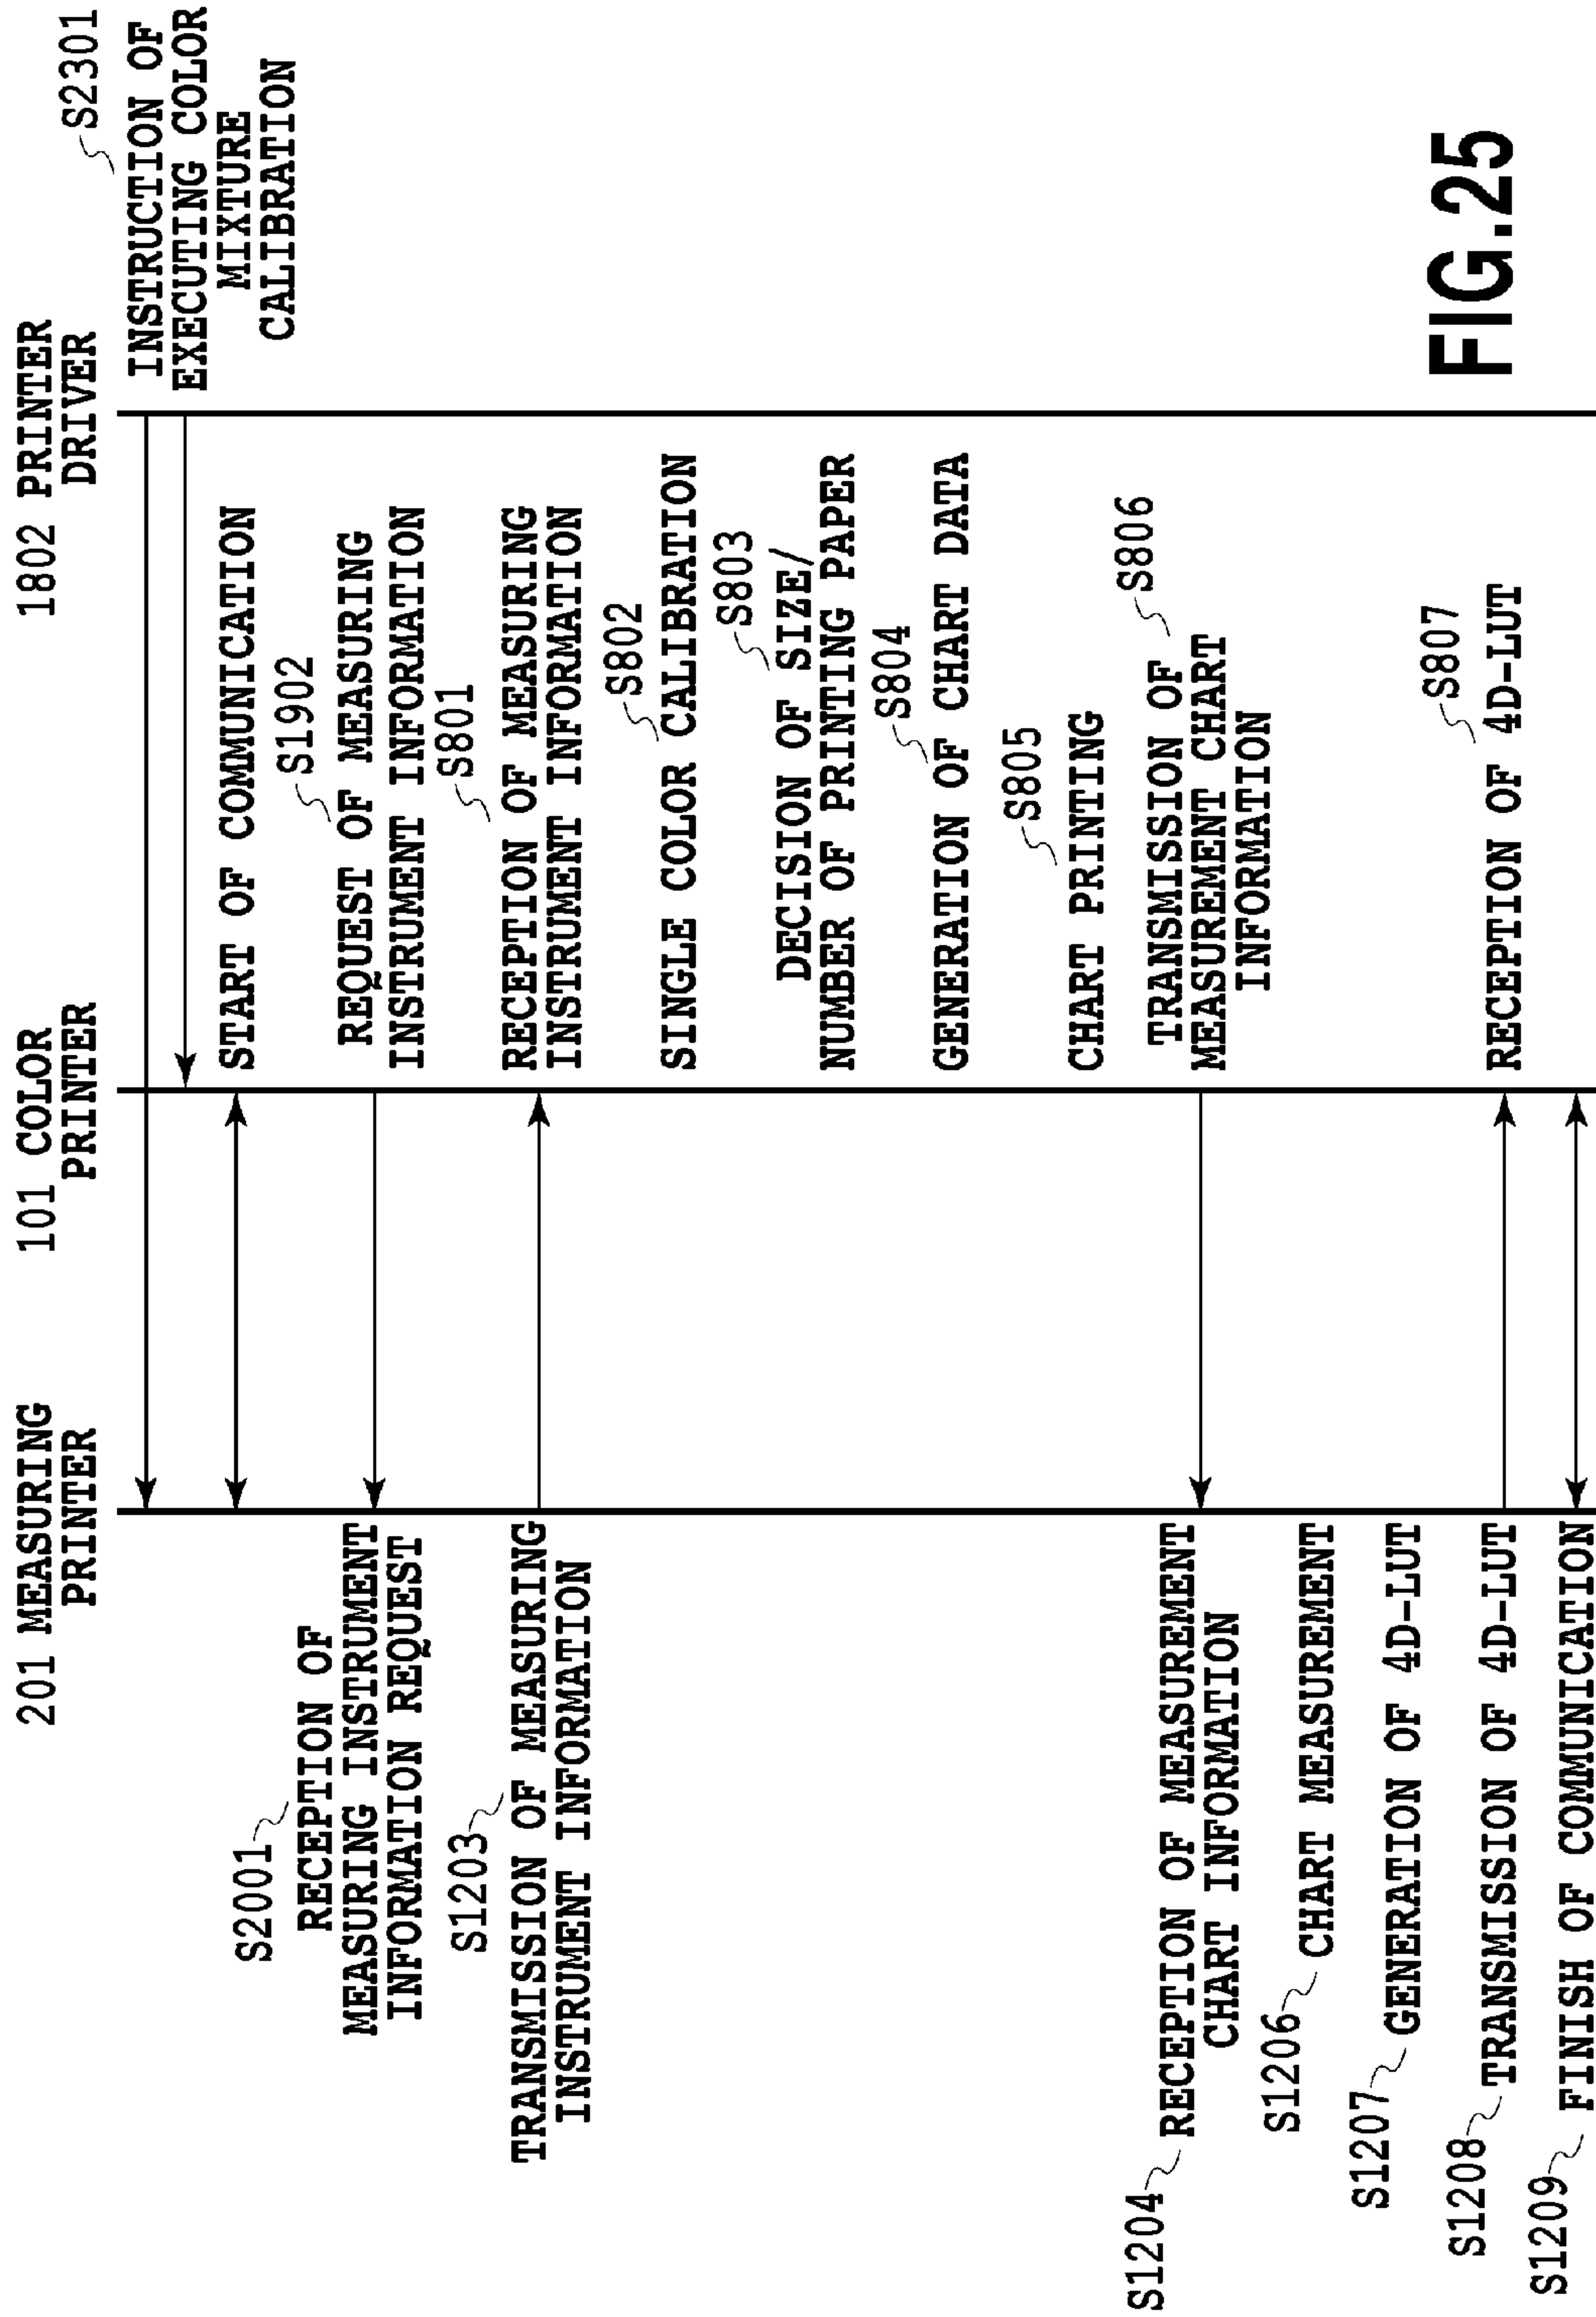 201 MEASURING
PRINTER
101 COLOR
PRINTER
1802 PRINTER
DRIVER
S2301
INSTRUCTION OF
EXECUTING COLOR
MIXTURE
CALIBRATION
START OF COMMUNICATION
S2001
RECEPTION OF
MEASURING INSTRUMENT
INFORMATION REQUEST
S1902
REQUEST OF MEASURING
INSTRUMENT INFORMATION
S1203
TRANSMISSION OF MEASURING
INSTRUMENT INFORMATION
S801
RECEPTION OF MEASURING
INSTRUMENT INFORMATION
S802
SINGLE COLOR CALIBRATION
S803
DECISION OF SIZE/
NUMBER OF PRINTING PAPER
S804
GENERATION OF CHART DATA
S805
CHART PRINTING
S806
TRANSMISSION OF
MEASUREMENT CHART
INFORMATION
S1204
RECEPTION OF MEASUREMENT
CHART INFORMATION
S1206
CHART MEASUREMENT
S1207
GENERATION OF 4D-LUT
S1208
TRANSMISSION OF 4D-LUT
S807
RECEPTION OF 4D-LUT
S1209
FINISH OF COMMUNICATION
FIG.25